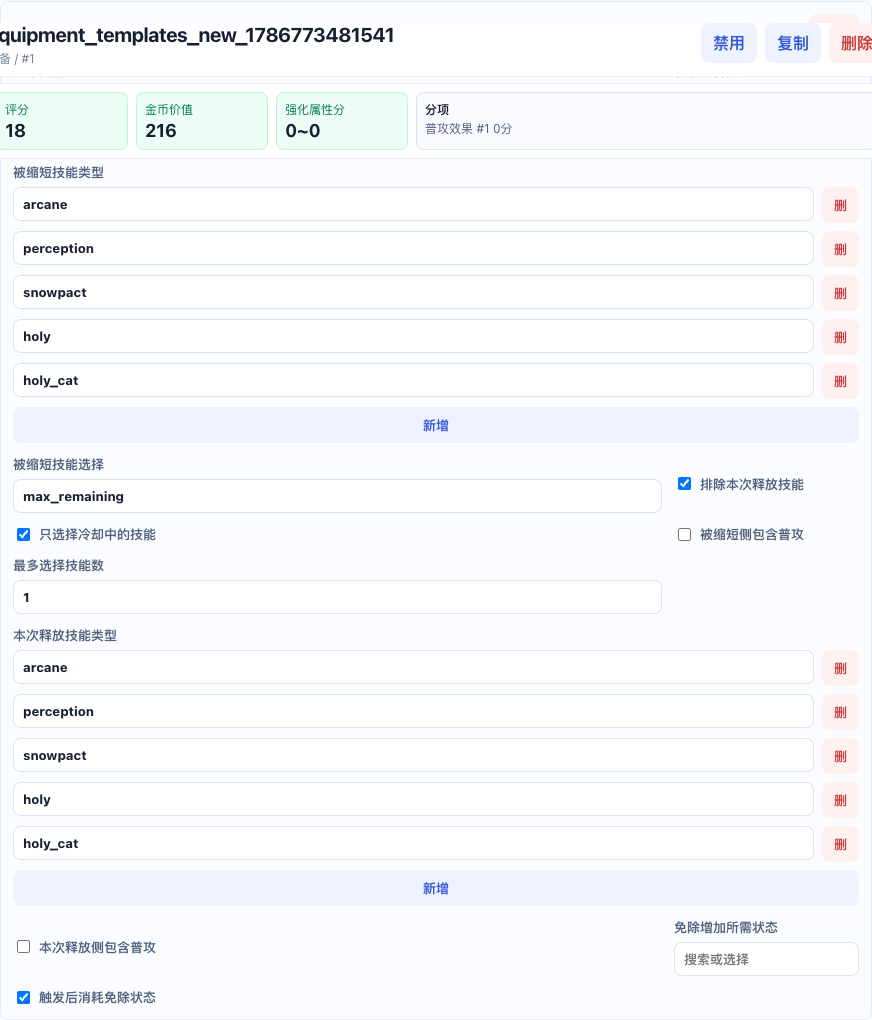 quipment_templates_new_1786773481541
备 / #1
禁用
复制
删除
评分
18
金币价值
216
强化属性分
0~0
分项
普攻效果 #1 0分
被缩短技能类型
arcane
删
perception
删
snowpact
删
holy
删
holy_cat
删
新增
被缩短技能选择
max_remaining
排除本次释放技能
只选择冷却中的技能
被缩短侧包含普攻
最多选择技能数
1
本次释放技能类型
arcane
删
perception
删
snowpact
删
holy
删
holy_cat
删
新增
本次释放侧包含普攻
免除增加所需状态
搜索或选择
触发后消耗免除状态